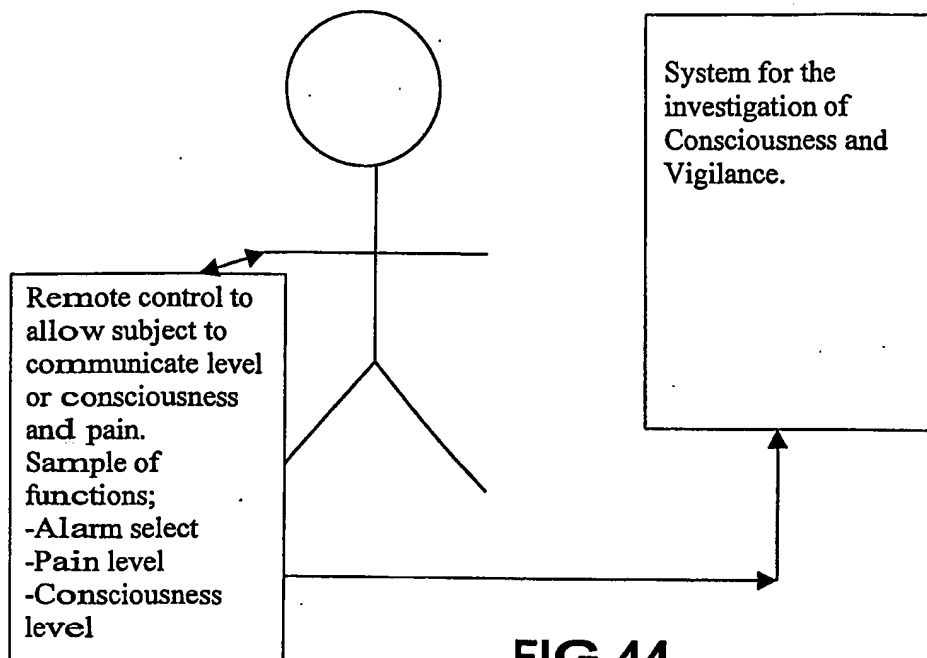 System for the
investigation of
Consciousness and
Vigilance.
Remote control to
allow subject to
communicate level
or consciousness
and pain.
Sample of
functions;
-Alarm select
-Pain level
-Consciousness
level
FIG 44